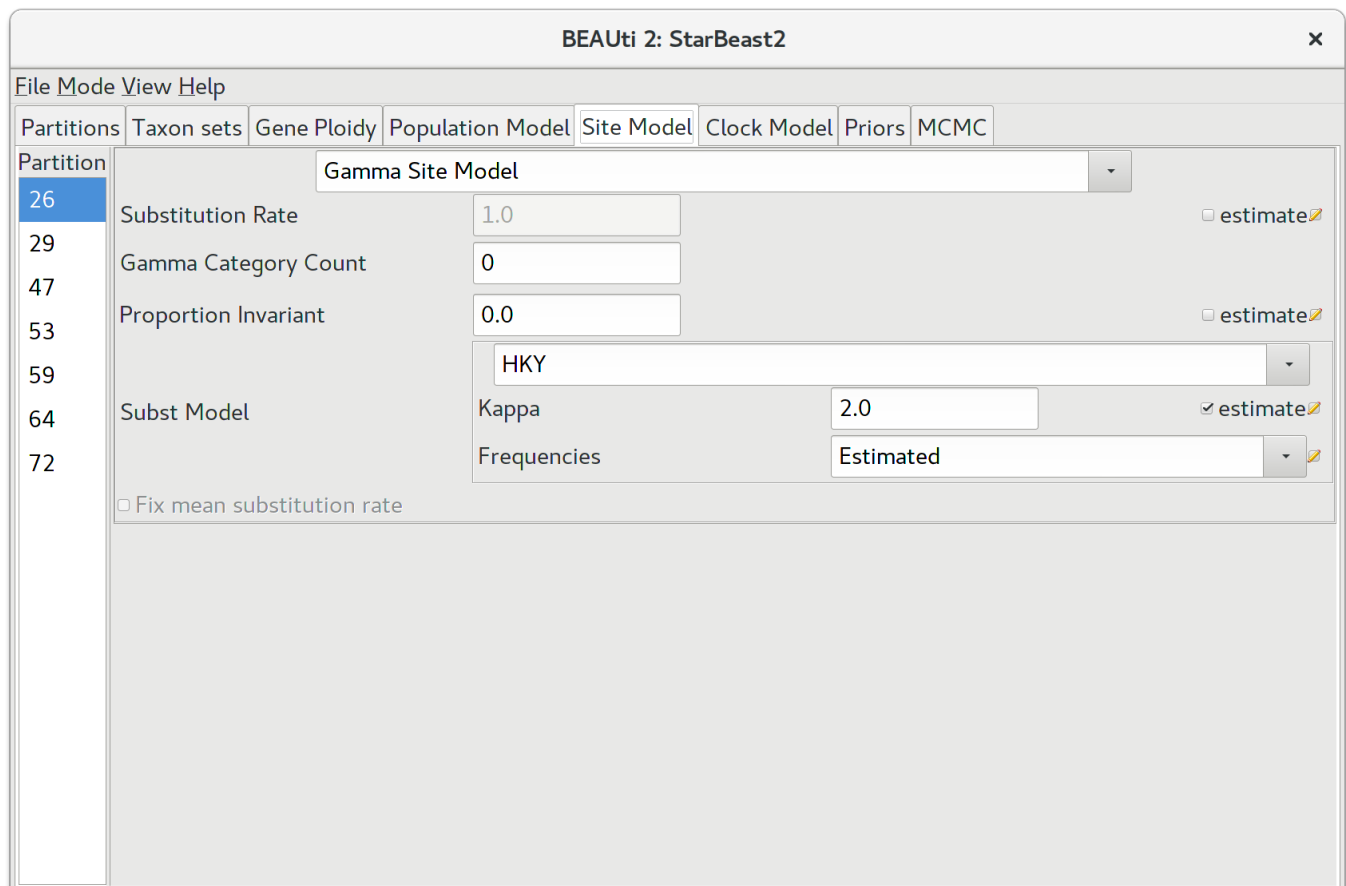 BEAUti 2: StarBeast2
File Mode View Help
Partitions Taxon sets Gene Ploidy Population Model Site Model Clock Model Priors MCMC
Partition
26
29
47
53
59
64
72
Gamma Site Model
Substitution Rate 1.0 estimate
Gamma Category Count 0
Proportion Invariant 0.0 estimate
Subst Model
HKY
Kappa 2.0 estimate
Frequencies Estimated
Fix mean substitution rate